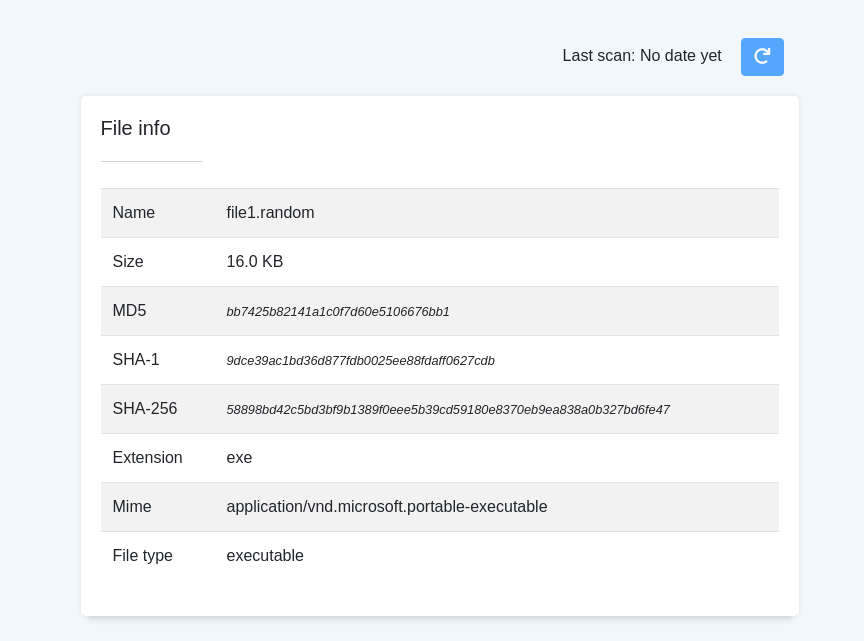 Last scan: No date yet
File info
Name file1.random
Size 16.0 KB
MD5 bb7425b82141a1c0f7d60e5106676bb1
SHA-1 9dce39ac1bd36d877fdb0025ee88fdaff0627cdb
SHA-256 58898bd42c5bd3bf9b1389f0eee5b39cd59180e8370eb9ea838a0b327bd6fe47
Extension exe
Mime application/vnd.microsoft.portable-executable
File type executable